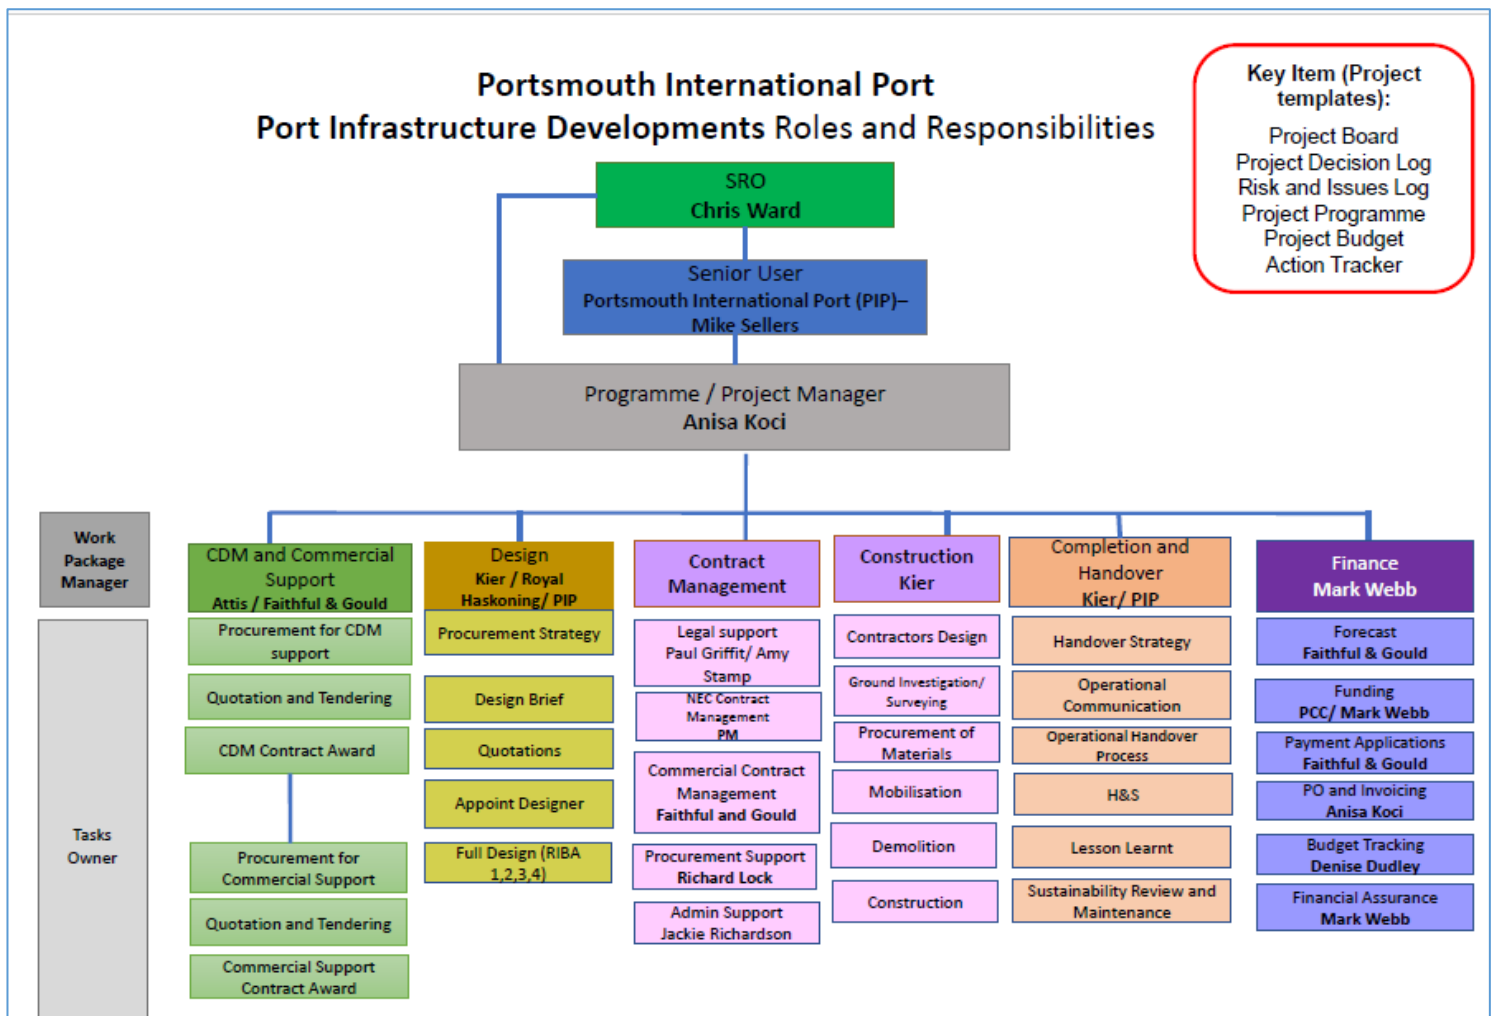 Portsmouth International Port
Port Infrastructure Developments Roles and Responsibilities
Key Item (Project
templates):
Project Board
Project Decision Log
Risk and Issues Log
Project Programme
Project Budget
Action Tracker
SRO
Chris Ward
Senior User
Portsmouth International Port (PIP)–
Mike Sellers
Programme / Project Manager
Anisa Koci
Work
Package
Manager
CDM and Commercial
Support
Attis / Faithful & Gould
Design
Kier / Royal
Haskoning/ PIP
Contract
Management
Construction
Kier
Completion and
Handover
Kier/ PIP
Finance
Mark Webb
Tasks
Owner
Procurement for CDM
support
Quotation and Tendering
CDM Contract Award
Procurement for
Commercial Support
Quotation and Tendering
Commercial Support
Contract Award
Procurement Strategy
Design Brief
Quotations
Appoint Designer
Full Design (RIBA
1,2,3,4)
Legal support
Paul Griffit/ Amy
Stamp
NEC Contract
Management
PM
Commercial Contract
Management
Faithful and Gould
Procurement Support
Richard Lock
Admin Support
Jackie Richardson
Contractors Design
Ground Investigation/
Surveying
Procurement of
Materials
Mobilisation
Demolition
Construction
Handover Strategy
Operational
Communication
Operational Handover
Process
H&S
Lesson Learnt
Sustainability Review and
Maintenance
Forecast
Faithful & Gould
Funding
PCC/ Mark Webb
Payment Applications
Faithful & Gould
PO and Invoicing
Anisa Koci
Budget Tracking
Denise Dudley
Financial Assurance
Mark Webb